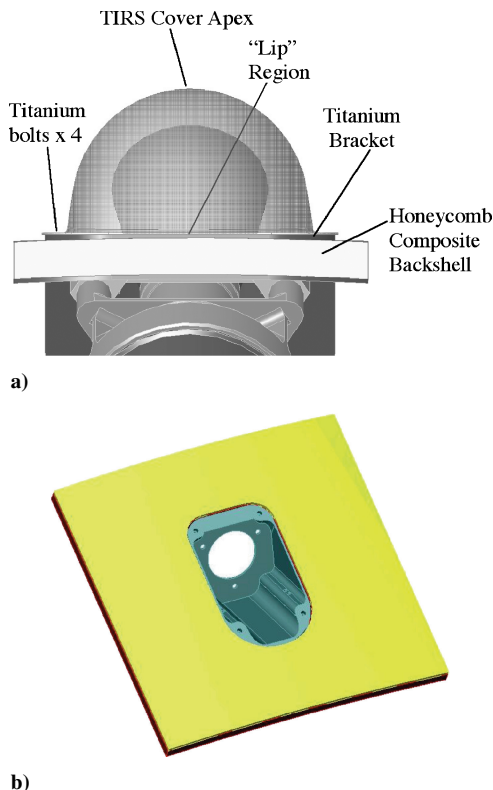 TIRS Cover Apex
“Lip”
Region
Titanium
bolts x 4
Titanium
Bracket
Honeycomb
Composite
Backshell
a)
b)